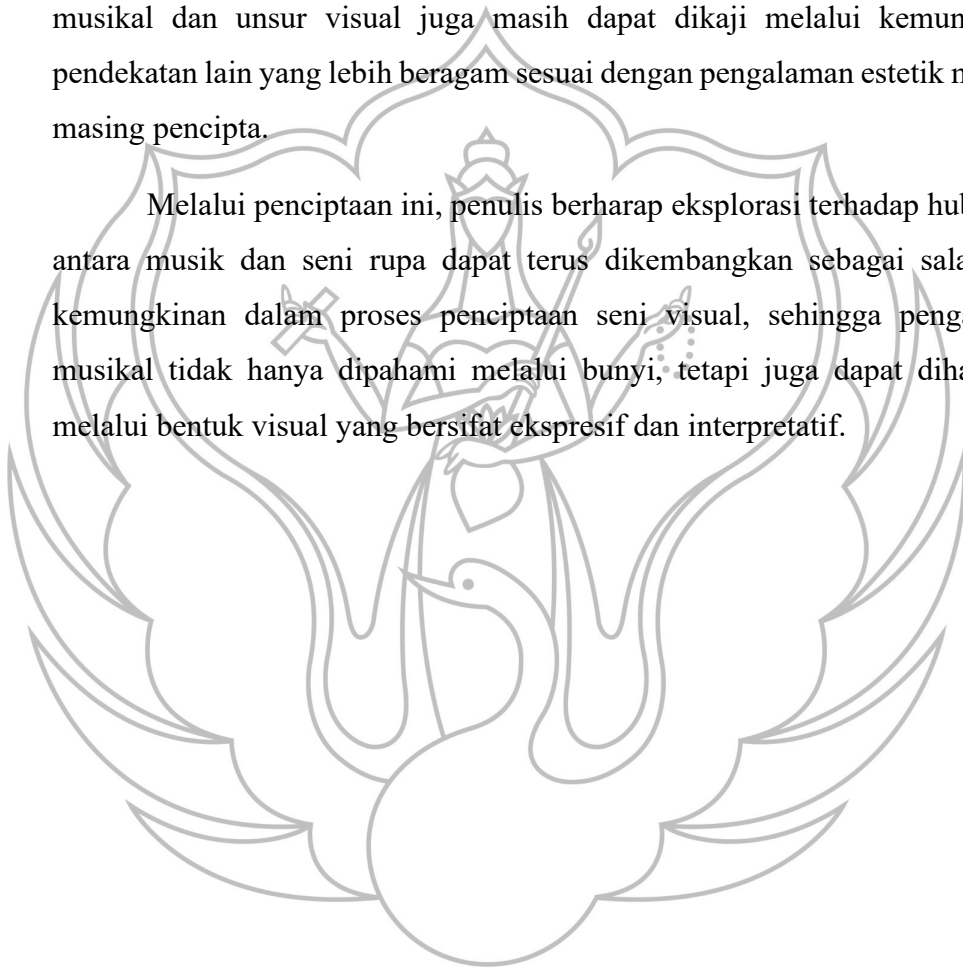 musikal dan unsur visual juga masih dapat dikaji melalui kemun
pendekatan lain yang lebih beragam sesuai dengan pengalaman estetik
masing pencipta.
Melalui penciptaan ini, penulis berharap eksplorasi terhadap hul
antara musik dan seni rupa dapat terus dikembangkan sebagai sala
kemungkinan dalam proses penciptaan seni visual, sehingga penga
musikal tidak hanya dipahami melalui bunyi, tetapi juga dapat diha
melalui bentuk visual yang bersifat ekspresif dan interpretatif.